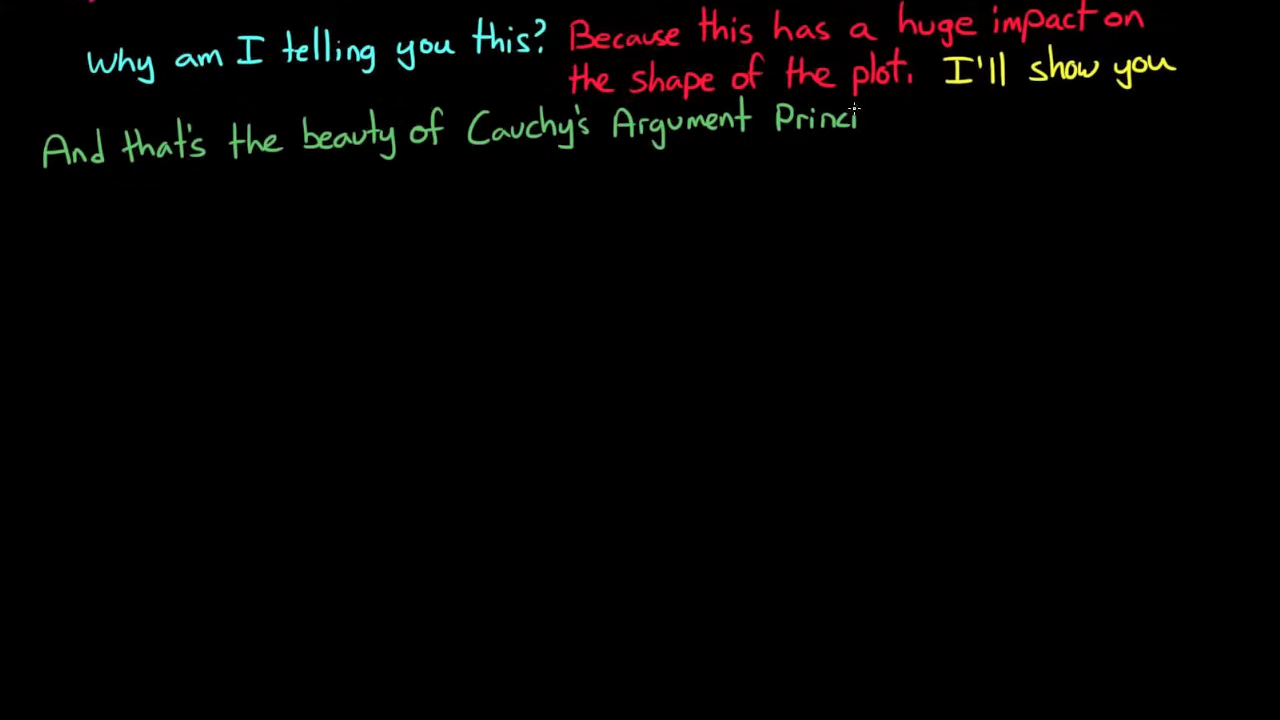 Why am I telling you this? Because this has a huge impact on
the shape of the plot. I'll show you
And that's the beauty of Cauchy's Argument Princi